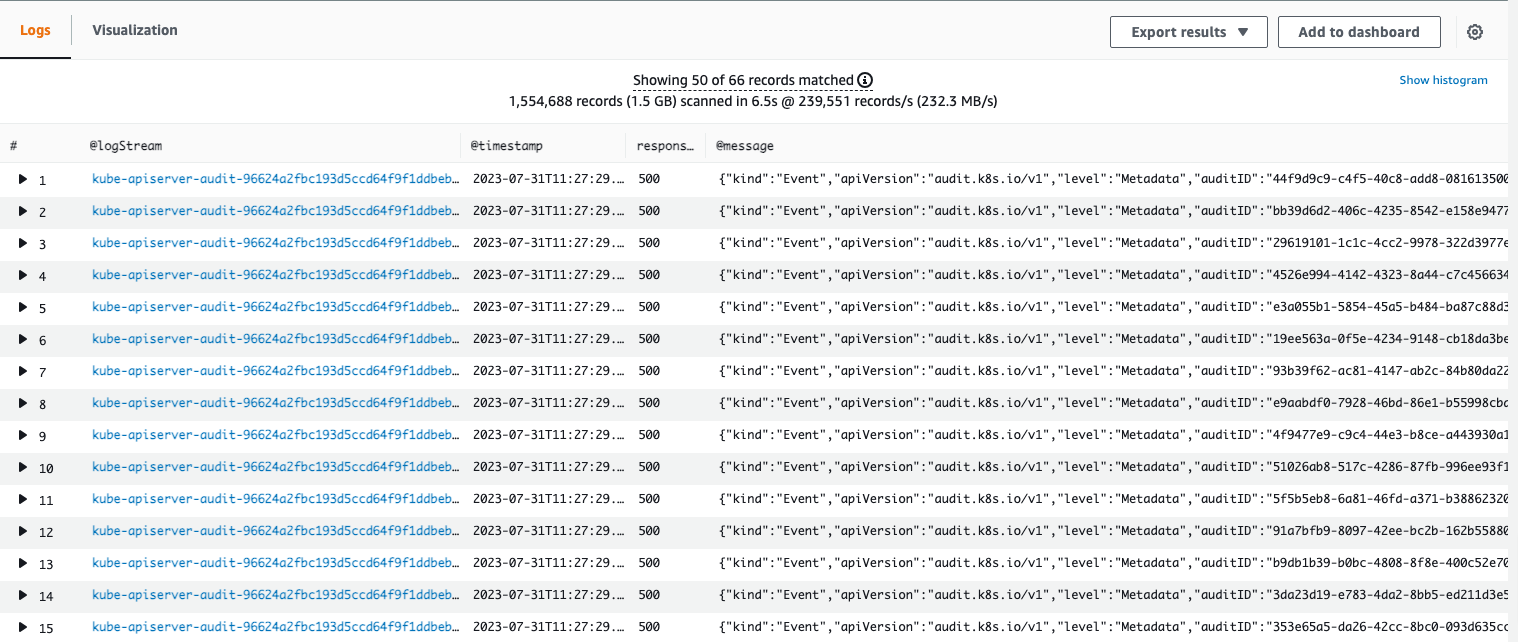 Logs Visualization Export results ▼ Add to dashboard
Showing 50 of 66 records matched
Show histogram
1,554,688 records (1.5 GB) scanned in 6.5s @ 239,551 records/s (232.3 MB/s)
# @logStream @timestamp respons… @message
1 kube-apiserver-audit-96624a2fbc193d5ccd64f9f1ddbeb… 2023-07-31T11:27:29.… 500 {"kind":"Event","apiVersion":"audit.k8s.io/v1","level":"Metadata","auditID":"44f9d9c9-c4f5-40c8-add8-081613500
2 kube-apiserver-audit-96624a2fbc193d5ccd64f9f1ddbeb… 2023-07-31T11:27:29.… 500 {"kind":"Event","apiVersion":"audit.k8s.io/v1","level":"Metadata","auditID":"bb39d6d2-406c-4235-8542-e158e9477
3 kube-apiserver-audit-96624a2fbc193d5ccd64f9f1ddbeb… 2023-07-31T11:27:29.… 500 {"kind":"Event","apiVersion":"audit.k8s.io/v1","level":"Metadata","auditID":"29619101-1c1c-4cc2-9978-322d3977e
4 kube-apiserver-audit-96624a2fbc193d5ccd64f9f1ddbeb… 2023-07-31T11:27:29.… 500 {"kind":"Event","apiVersion":"audit.k8s.io/v1","level":"Metadata","auditID":"4526e994-4142-4323-8a44-c7c456634
5 kube-apiserver-audit-96624a2fbc193d5ccd64f9f1ddbeb… 2023-07-31T11:27:29.… 500 {"kind":"Event","apiVersion":"audit.k8s.io/v1","level":"Metadata","auditID":"e3a055b1-5854-45a5-b484-ba87c88d3
6 kube-apiserver-audit-96624a2fbc193d5ccd64f9f1ddbeb… 2023-07-31T11:27:29.… 500 {"kind":"Event","apiVersion":"audit.k8s.io/v1","level":"Metadata","auditID":"19ee563a-0f5e-4234-9148-cb18da3be
7 kube-apiserver-audit-96624a2fbc193d5ccd64f9f1ddbeb… 2023-07-31T11:27:29.… 500 {"kind":"Event","apiVersion":"audit.k8s.io/v1","level":"Metadata","auditID":"93b39f62-ac81-4147-ab2c-84b80da22
8 kube-apiserver-audit-96624a2fbc193d5ccd64f9f1ddbeb… 2023-07-31T11:27:29.… 500 {"kind":"Event","apiVersion":"audit.k8s.io/v1","level":"Metadata","auditID":"e9aabdf0-7928-46bd-86e1-b55998cba
9 kube-apiserver-audit-96624a2fbc193d5ccd64f9f1ddbeb… 2023-07-31T11:27:29.… 500 {"kind":"Event","apiVersion":"audit.k8s.io/v1","level":"Metadata","auditID":"4f9477e9-c9c4-44e3-b8ce-a443930a1
10 kube-apiserver-audit-96624a2fbc193d5ccd64f9f1ddbeb… 2023-07-31T11:27:29.… 500 {"kind":"Event","apiVersion":"audit.k8s.io/v1","level":"Metadata","auditID":"51026ab8-517c-4286-87fb-996ee93f1
11 kube-apiserver-audit-96624a2fbc193d5ccd64f9f1ddbeb… 2023-07-31T11:27:29.… 500 {"kind":"Event","apiVersion":"audit.k8s.io/v1","level":"Metadata","auditID":"5f5b5eb8-6a81-46fd-a371-b38862320
12 kube-apiserver-audit-96624a2fbc193d5ccd64f9f1ddbeb… 2023-07-31T11:27:29.… 500 {"kind":"Event","apiVersion":"audit.k8s.io/v1","level":"Metadata","auditID":"91a7bfb9-8097-42ee-bc2b-162b55880
13 kube-apiserver-audit-96624a2fbc193d5ccd64f9f1ddbeb… 2023-07-31T11:27:29.… 500 {"kind":"Event","apiVersion":"audit.k8s.io/v1","level":"Metadata","auditID":"b9db1b39-b0bc-4808-8f8e-400c52e70
14 kube-apiserver-audit-96624a2fbc193d5ccd64f9f1ddbeb… 2023-07-31T11:27:29.… 500 {"kind":"Event","apiVersion":"audit.k8s.io/v1","level":"Metadata","auditID":"3da23d19-e783-4da2-8bb5-ed211d3e5
15 kube-apiserver-audit-96624a2fbc193d5ccd64f9f1ddbeb… 2023-07-31T11:27:29.… 500 {"kind":"Event","apiVersion":"audit.k8s.io/v1","level":"Metadata","auditID":"353e65a5-da26-42cc-8bc0-093d635cc